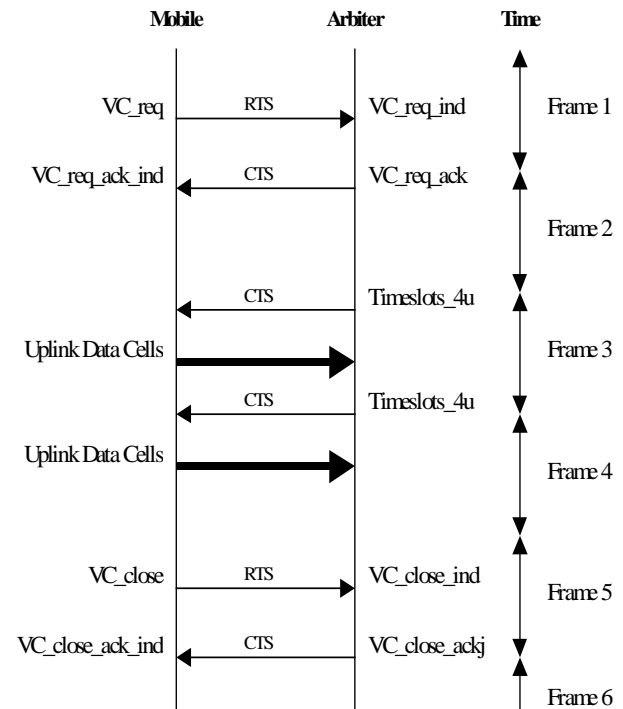 Mobile Arbiter Time
VC_req RTS VC_req_ind Frame 1
VC_req_ack_ind CTS VC_req_ack
Frame 2
CTS Timeslots_4u
Uplink Data Cells Frame 3
CTS Timeslots_4u
Uplink Data Cells Frame 4
VC_close RTS VC_close_ind Frame 5
VC_close_ack_ind CTS VC_close_ackj
Frame 6